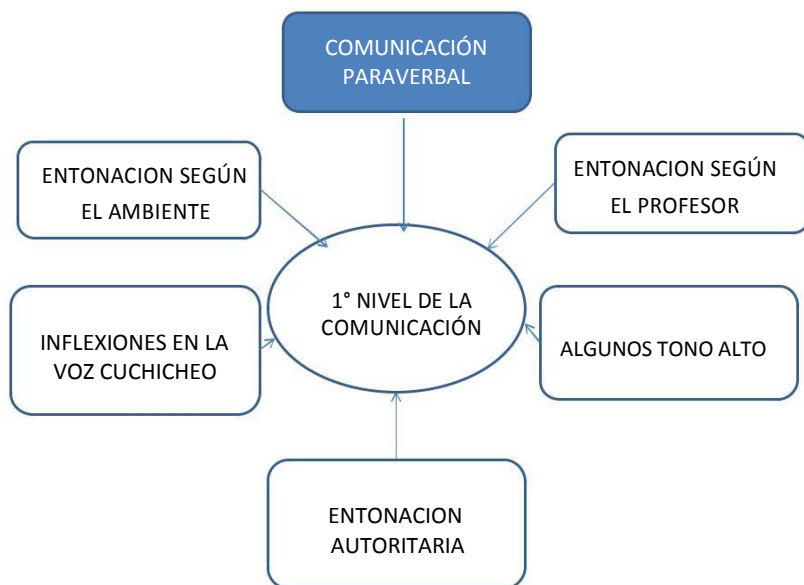 COMUNICACIÓN
PARAVERBAL
ENTONACION SEGÚN
EL AMBIENTE
ENTONACION SEGÚN
EL PROFESOR
1° NIVEL DE LA
COMUNICACIÓN
INFLEXIONES EN LA
VOZ CUCHICHEO
ALGUNOS TONO ALTO
ENTONACION
AUTORITARIA